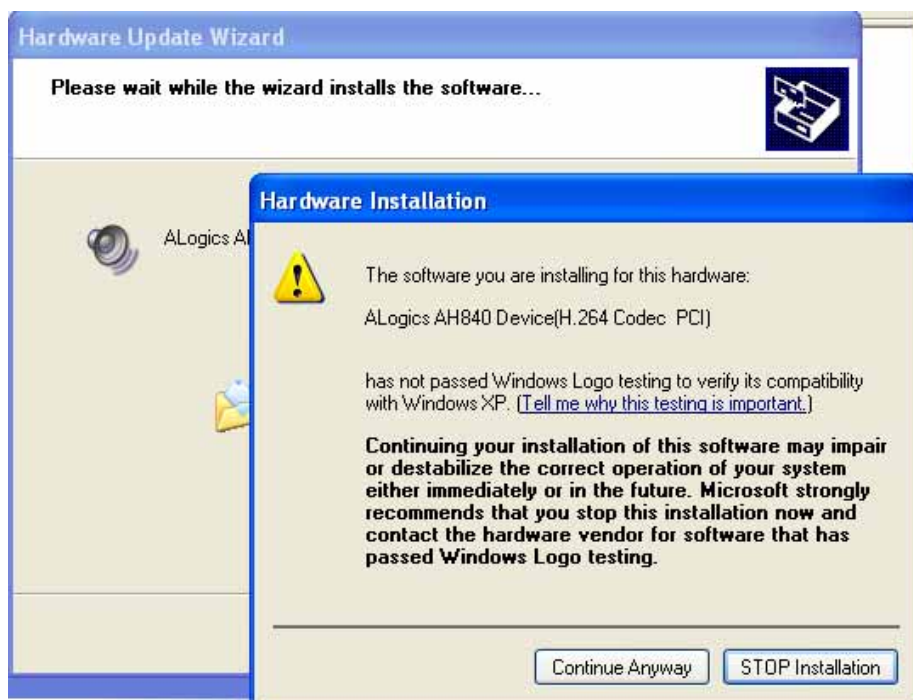 Hardware Update Wizard
Please wait while the wizard installs the software...
ALogics
Hardware Installation
The software you are installing for this hardware:
ALogics AH840 Device(H.264 Codec PCI)
has not passed Windows Logo testing to verify its compatibility
with Windows XP. (Tell me why this testing is important.)
Continuing your installation of this software may impair
or destabilize the correct operation of your system
either immediately or in the future. Microsoft strongly
recommends that you stop this installation now and
contact the hardware vendor for software that has
passed Windows Logo testing.
Continue Anyway
STOP Installation